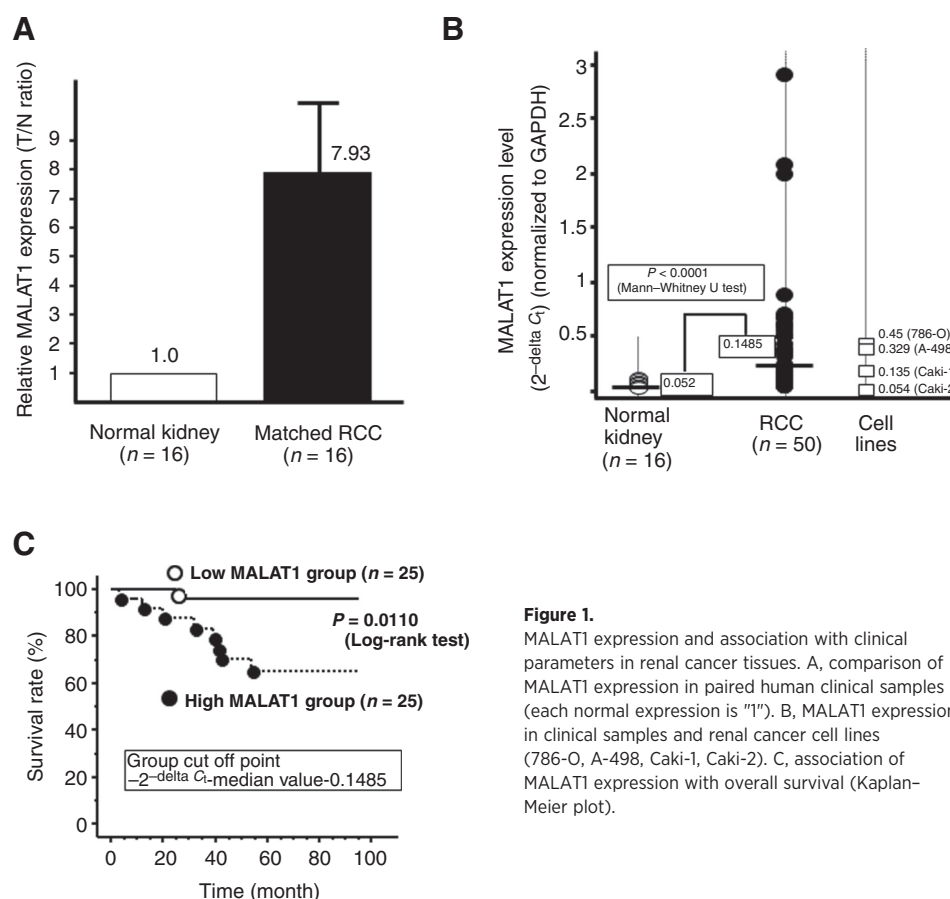 A
Relative MALAT1 expression (T/N ratio)
9
8
7
6
5
4
3
2
1
1.0
7.93
Normal kidney
(n = 16)
Matched RCC
(n = 16)
B
MALAT1 expression level
(2–delta Ct) (normalized to GAPDH)
3
2.5
2
1.5
1
0.5
P < 0.0001
(Mann–Whitney U test)
0.052
0.1485
0.45 (786-O)
0.329 (A-498
0.135 (Caki-1
0.054 (Caki-2
Normal
kidney
(n = 16)
RCC
(n = 50)
Cell
lines
C
Survival rate (%)
100
80
60
40
20
0
Low MALAT1 group (n = 25)
P = 0.0110
(Log-rank test)
High MALAT1 group (n = 25)
Group cut off point
–2–delta Ct-median value-0.1485
0 20 40 60 80 100
Time (month)
Figure 1.
MALAT1 expression and association with clinical
parameters in renal cancer tissues. A, comparison of
MALAT1 expression in paired human clinical samples
(each normal expression is "1"). B, MALAT1 expression
in clinical samples and renal cancer cell lines
(786-O, A-498, Caki-1, Caki-2). C, association of
MALAT1 expression with overall survival (Kaplan–
Meier plot).